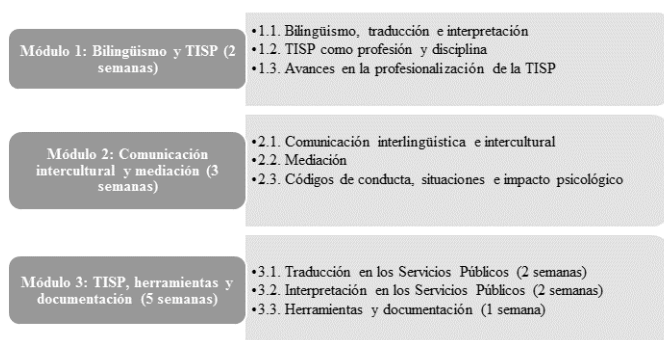 Módulo 1: Bilingüismo y TISP (2
semanas)
•1.1. Bilingüismo, traducción e interpretación
•1.2. TISP como profesión y disciplina
•1.3. Avances en la profesionalización de la TISP
Módulo 2: Comunicación
intercultural y mediación (3
semanas)
•2.1. Comunicación interlingüística e intercultural
•2.2. Mediación
•2.3. Códigos de conducta, situaciones e impacto psicológico
Módulo 3: TISP, herramientas y
documentación (5 semanas)
•3.1. Traducción en los Servicios Públicos (2 semanas)
•3.2. Interpretación en los Servicios Públicos (2 semanas)
•3.3. Herramientas y documentación (1 semana)